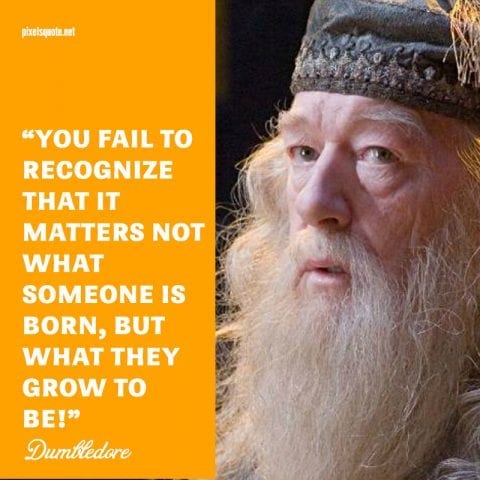 pixelsquote.net
“YOU FAIL TO
RECOGNIZE
THAT IT
MATTERS NOT
WHAT
SOMEONE IS
BORN, BUT
WHAT THEY
GROW TO
BE!”
Dumbledore